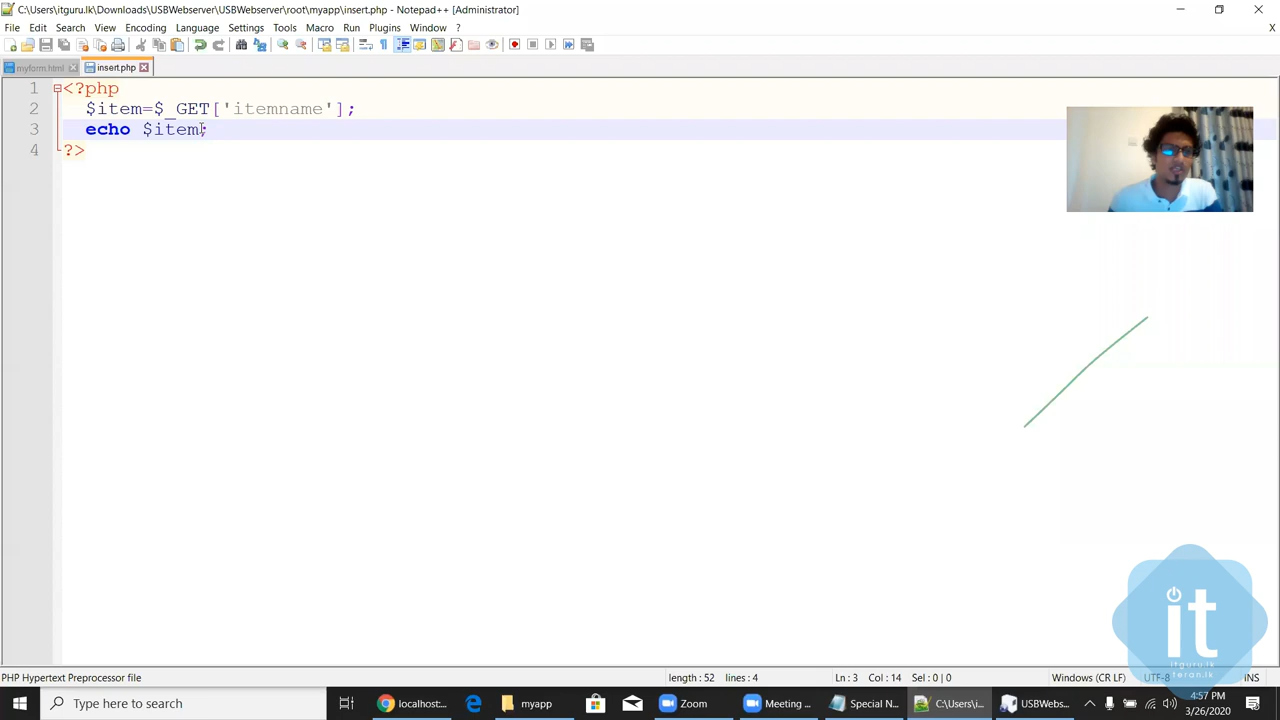 C:\Users\itguru.lk\Downloads\USBWebserver\USBWebserver\root\myapp\insert.php - Notepad++ [Administrator]
File Edit Search View Encoding Language Settings Tools Macro Run Plugins Window ? X
myform.html insert.php
1 <?php
2 $item=$_GET['itemname'];
3 echo $item;
4 ?>
it
itguru.lk
teran.lk
PHP Hypertext Preprocessor file length : 52 lines : 4 Ln : 3 Col : 14 Sel : 0 | 0 Windows (CR LF) UTF-8 INS
Type here to search localhost:... myapp Zoom Meeting ... Special N... C:\Users\i... USBWebs... 4:57 PM
3/26/2020